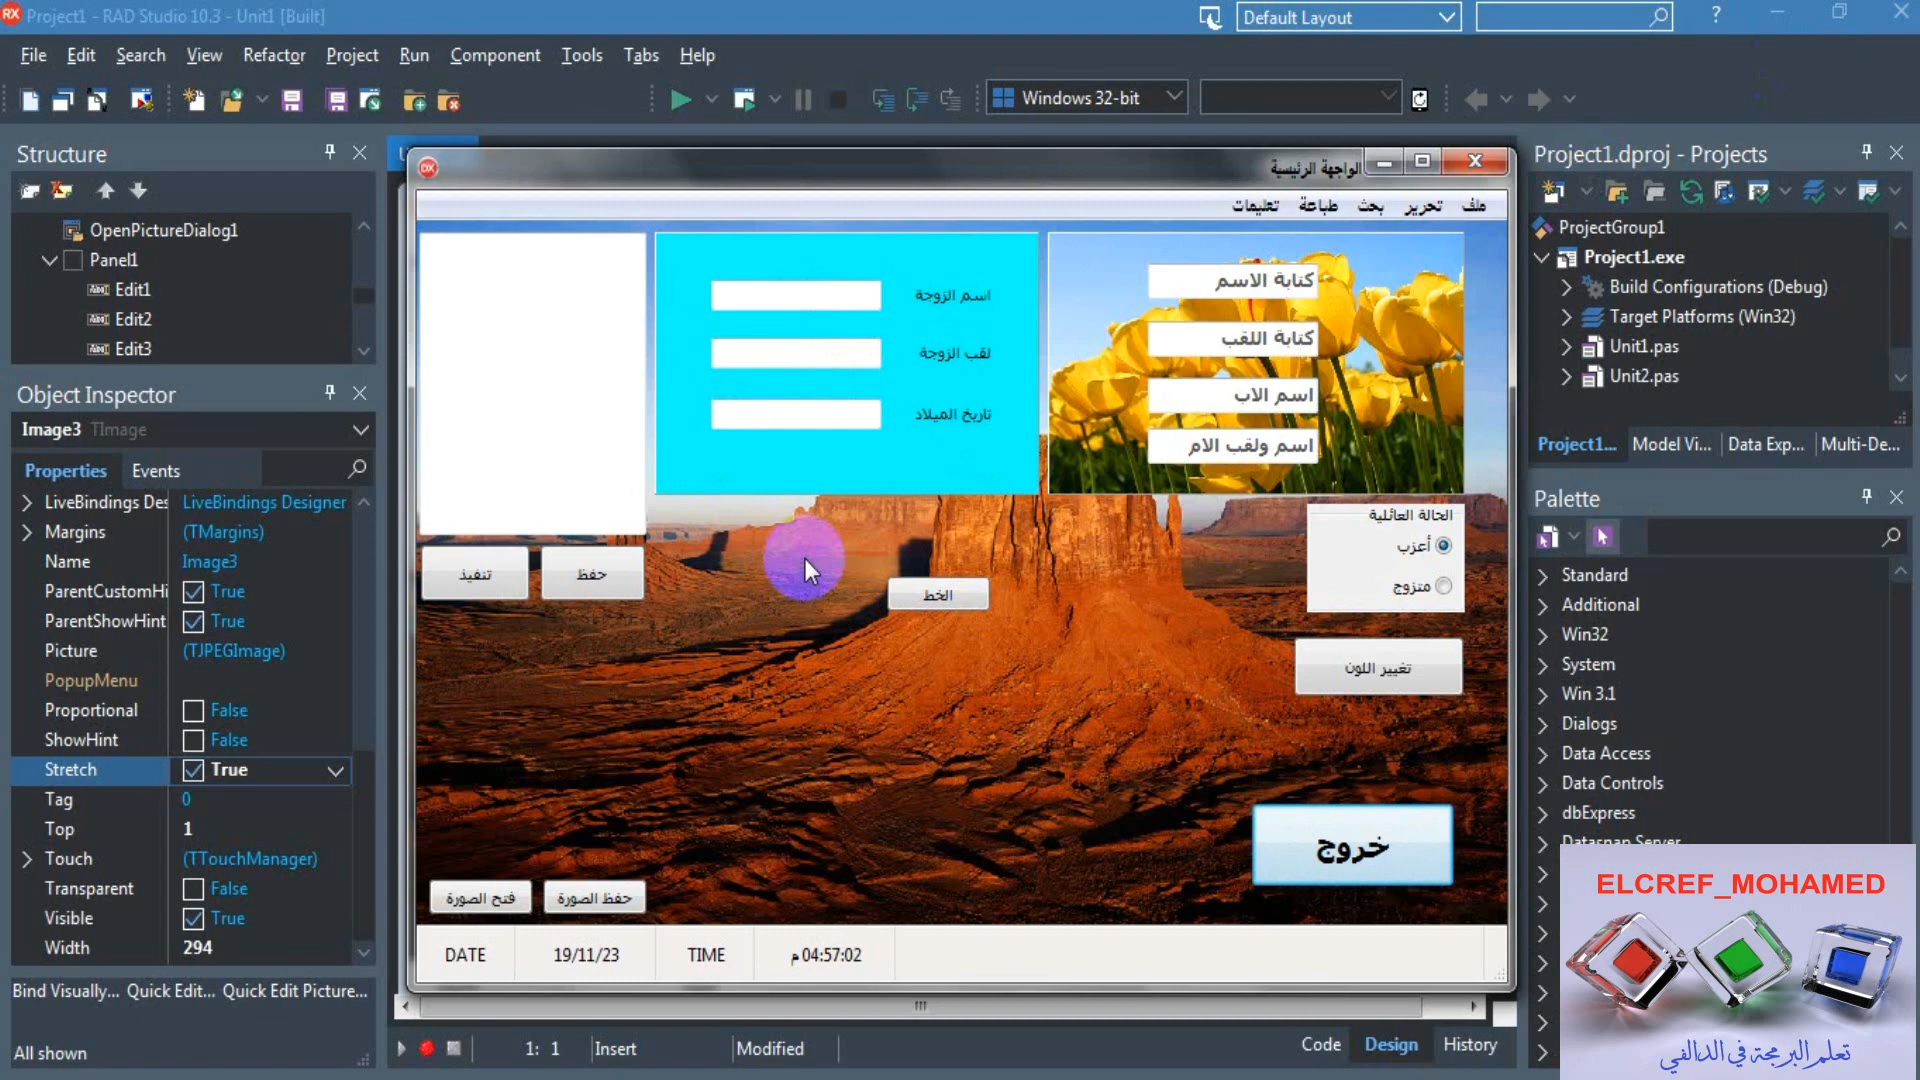 Project1 - RAD Studio 10.3 - Unit1 [Built]
Default Layout
?
File Edit Search View Refactor Project Run Component Tools Tabs Help
Windows 32-bit
Structure
OpenPictureDialog1
Panel1
Edit1
Edit2
Edit3
Object Inspector
Image3 TImage
Properties Events
LiveBindings Des LiveBindings Designer
Margins (TMargins)
Name Image3
ParentCustomHi True
ParentShowHint True
Picture (TJPEGImage)
PopupMenu
Proportional False
ShowHint False
Stretch True
Tag 0
Top 1
Touch (TTouchManager)
Transparent False
Visible True
Width 294
Bind Visually... Quick Edit... Quick Edit Picture...
All shown
الواجهة الرئيسية
ملف تحرير بحث طباعة تعليمات
كتابة الاسم
كتابة اللقب
اسم الاب
اسم ولقب الام
اسم الزوجة
لقب الزوجة
تاريخ الميلاد
الحالة العائلية
أعزب
متزوج
تنفيذ
حفظ
الخط
تغيير اللون
خروج
فتح الصورة
حفظ الصورة
DATE 19/11/23 TIME 04:57:02 م
1: 1 Insert Modified
Code Design History
Project1.dproj - Projects
ProjectGroup1
Project1.exe
Build Configurations (Debug)
Target Platforms (Win32)
Unit1.pas
Unit2.pas
Project1... Model Vi... Data Exp... Multi-De...
Palette
Standard
Additional
Win32
System
Win 3.1
Dialogs
Data Access
Data Controls
dbExpress
Datasnap Server
ELCREF_MOHAMED
تعلم البرمجة في الدالفي